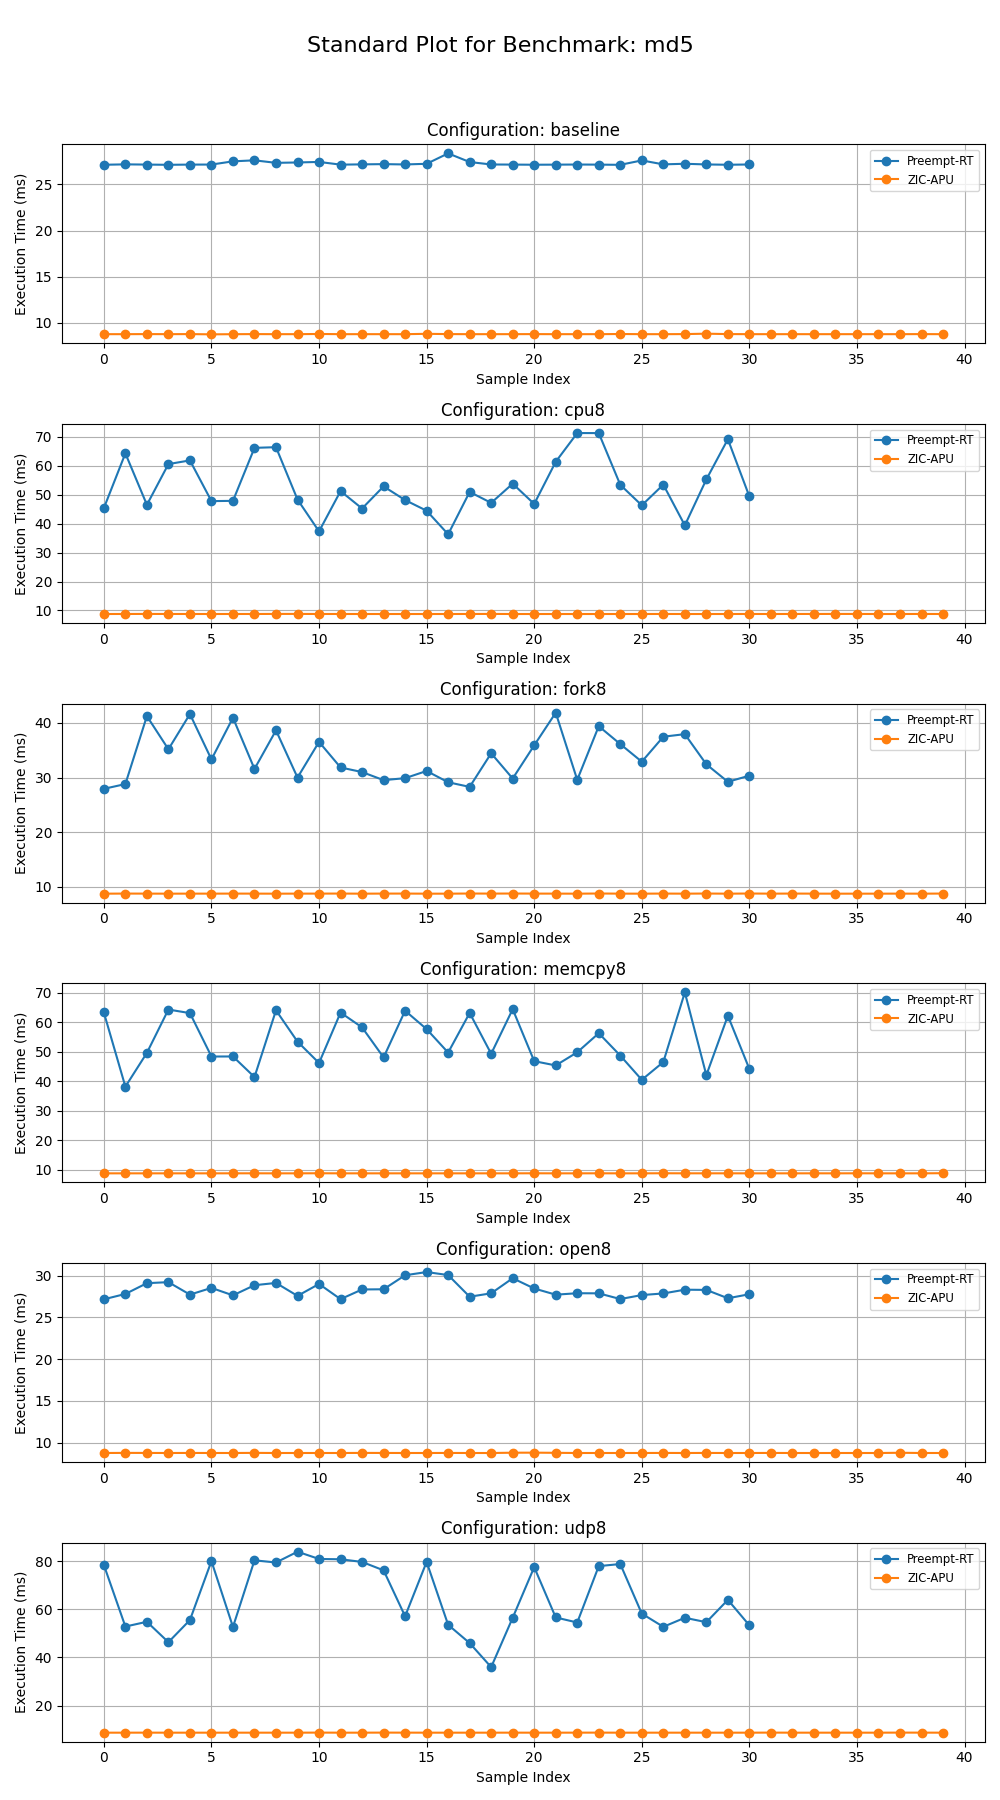 Standard Plot for Benchmark: md5
Configuration: baseline
Execution Time (ms)
25
20
15
10
Preempt-RT
ZIC-APU
0 5 10 15 20 25 30 35 40
Sample Index
Configuration: cpu8
Execution Time (ms)
70
60
50
40
30
20
10
Preempt-RT
ZIC-APU
0 5 10 15 20 25 30 35 40
Sample Index
Configuration: fork8
Execution Time (ms)
40
30
20
10
Preempt-RT
ZIC-APU
0 5 10 15 20 25 30 35 40
Sample Index
Configuration: memcpy8
Execution Time (ms)
70
60
50
40
30
20
10
Preempt-RT
ZIC-APU
0 5 10 15 20 25 30 35 40
Sample Index
Configuration: open8
Execution Time (ms)
30
25
20
15
10
Preempt-RT
ZIC-APU
0 5 10 15 20 25 30 35 40
Sample Index
Configuration: udp8
Execution Time (ms)
80
60
40
20
Preempt-RT
ZIC-APU
0 5 10 15 20 25 30 35 40
Sample Index